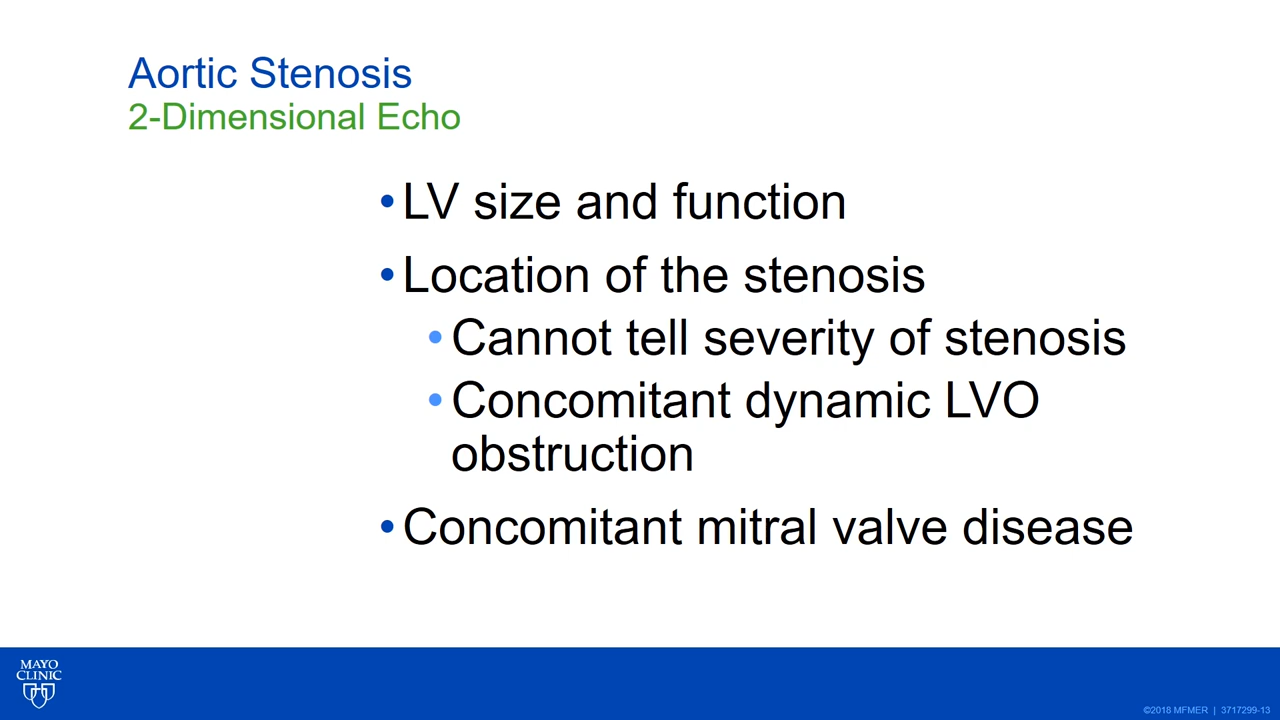 Aortic Stenosis
2-Dimensional Echo
•LV size and function
•Location of the stenosis
•Cannot tell severity of stenosis
•Concomitant dynamic LVO
obstruction
•Concomitant mitral valve disease
MAYO
CLINIC
©2018 MFMER | 3717299-13